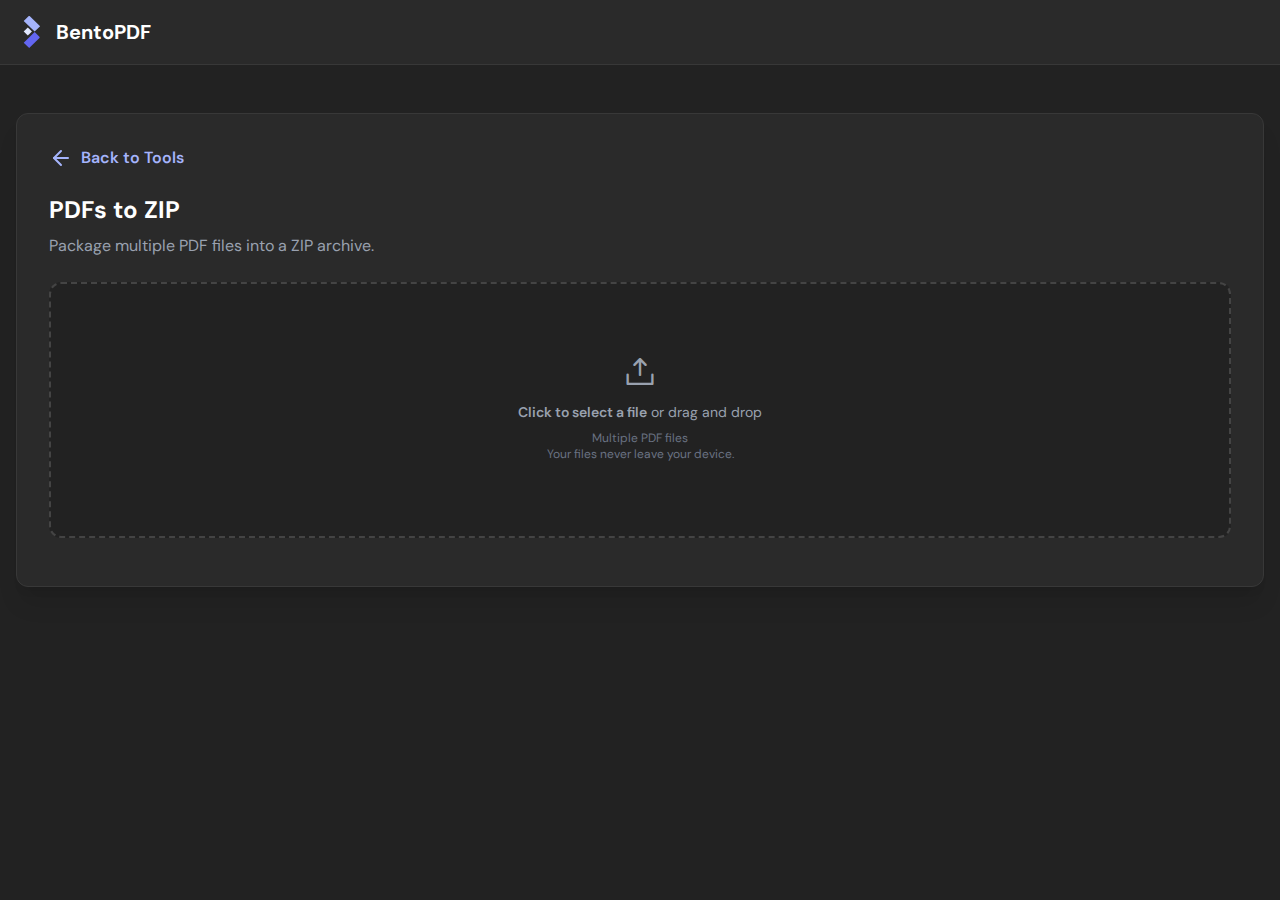 BentoPDF
Back to Tools
PDFs to ZIP
Package multiple PDF files into a ZIP archive.
Click to select a file or drag and drop
Multiple PDF files
Your files never leave your device.